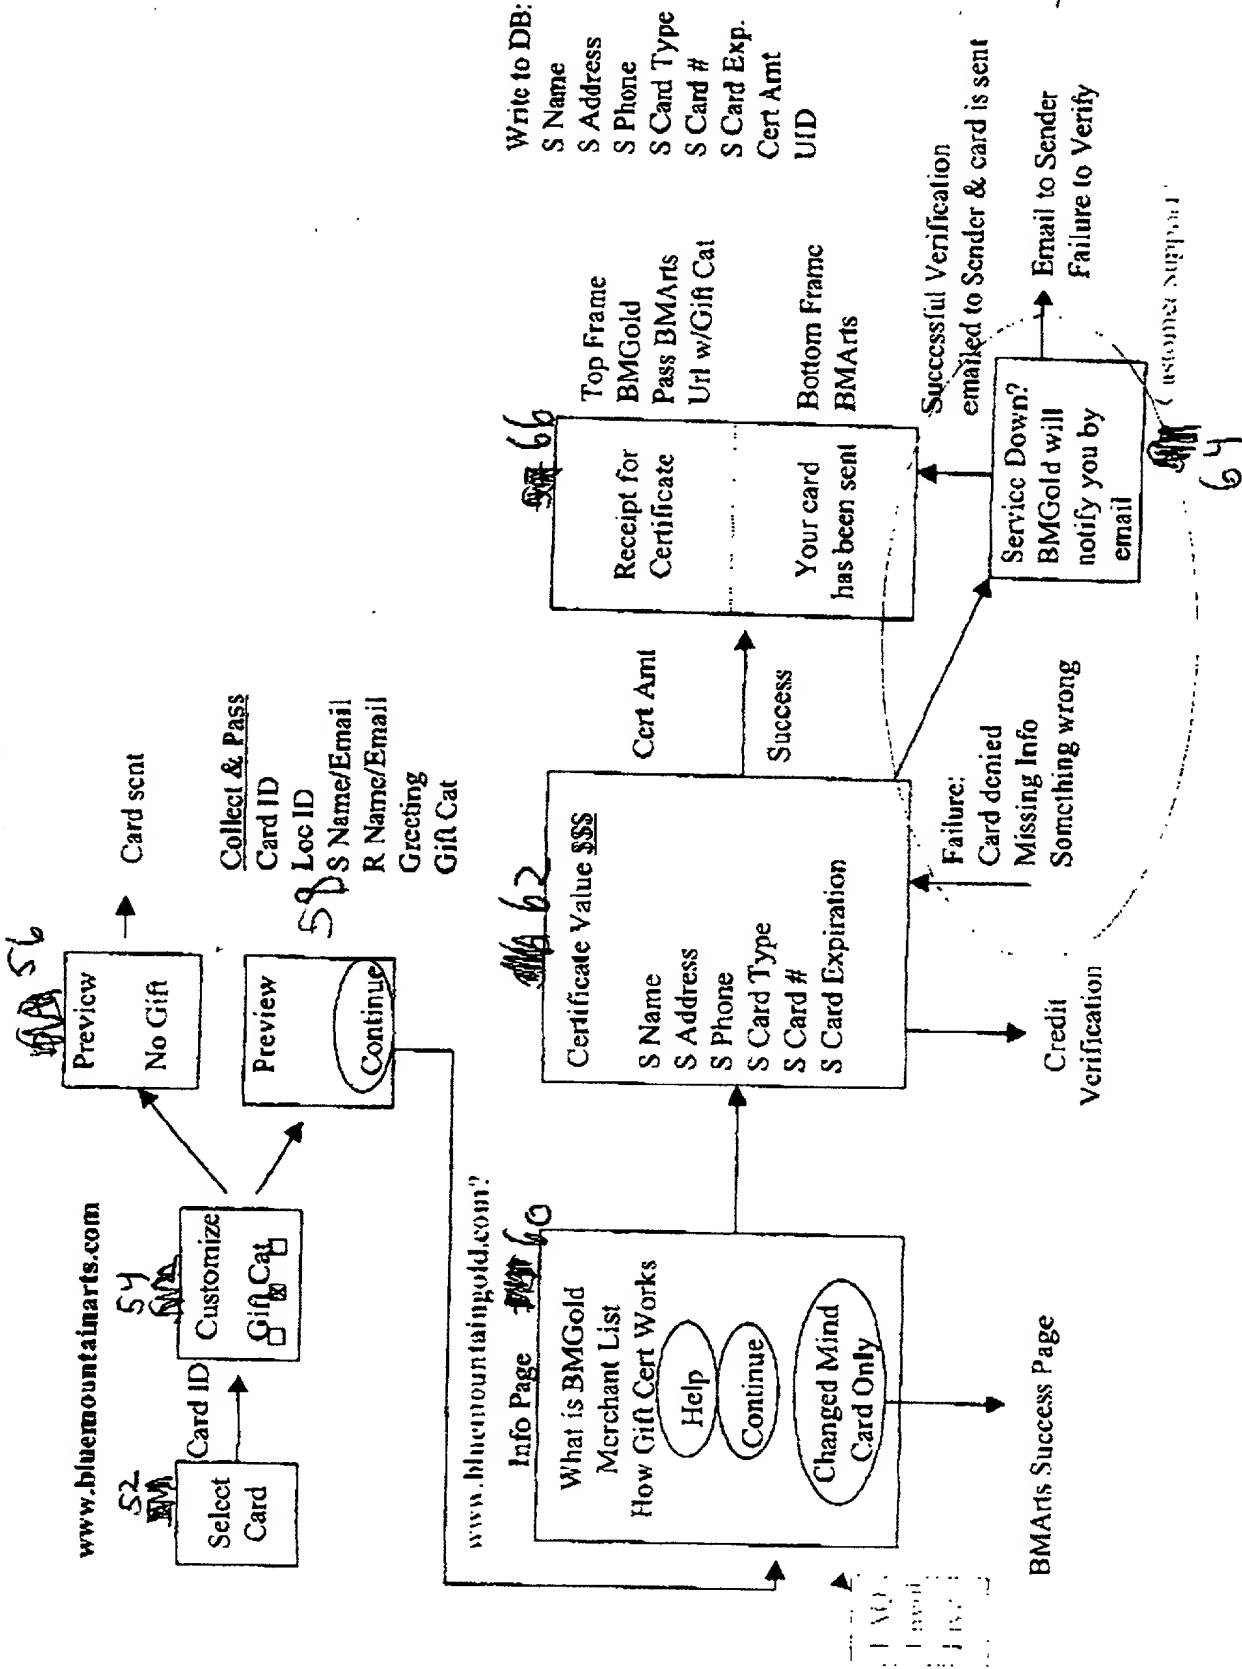 www.bluemountainarts.com
52
Select
Card
Card ID
54
Customize
Gift Cat
56
Preview
No Gift
Card sent
Preview
Continue
58
Collect & Pass
Card ID
Loc ID
S Name/Email
R Name/Email
Greeting
Gift Cat
www.bluemountaingold.com?
Info Page
60
What is BMGold
Merchant List
How Gift Cert Works
Help
Continue
Changed Mind
Card Only
BMArts Success Page
62
Certificate Value $$$
S Name
S Address
S Phone
S Card Type
S Card #
S Card Expiration
Credit
Verification
Failure:
Card denied
Missing Info
Something wrong
Cert Amt
Success
66
Receipt for
Certificate
Your card
has been sent
Top Frame
BMGold
Pass BMArts
Url w/Gift Cat
Bottom Frame
BMArts
Write to DB:
S Name
S Address
S Phone
S Card Type
S Card #
S Card Exp.
Cert Amt
UID
Successful Verification
emailed to Sender & card is sent
Service Down?
BMGold will
notify you by
email
Email to Sender
Failure to Verify
64
Customer Support